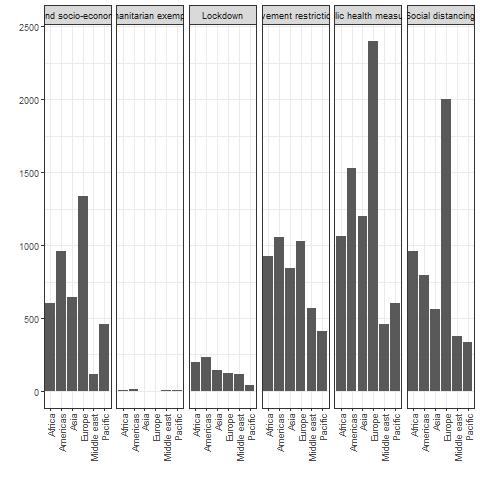 nd socio-econor
nanitarian exemp
Lockdown
vement restrictio
lic health measu
Social distancing
2500
2000
1500
1000
500
0
Africa
Americas
Asia
Europe
Middle east
Pacific
Africa
Americas
Asia
Europe
Middle east
Pacific
Africa
Americas
Asia
Europe
Middle east
Pacific
Africa
Americas
Asia
Europe
Middle east
Pacific
Africa
Americas
Asia
Europe
Middle east
Pacific
Africa
Americas
Asia
Europe
Middle east
Pacific